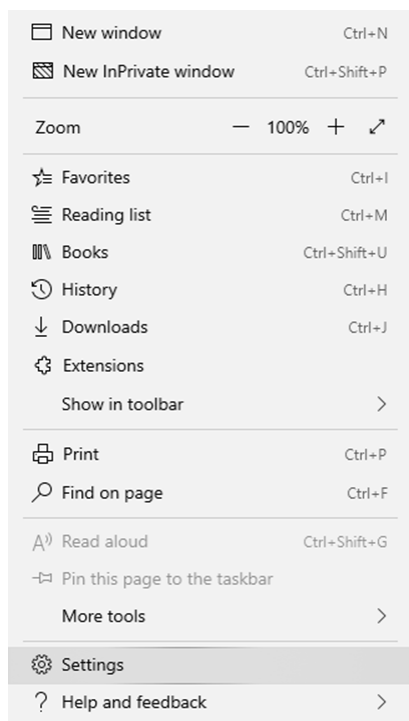 New window Ctrl+N
New InPrivate window Ctrl+Shift+P
Zoom — 100% +
Favorites Ctrl+I
Reading list Ctrl+M
Books Ctrl+Shift+U
History Ctrl+H
Downloads Ctrl+J
Extensions
Show in toolbar
Print Ctrl+P
Find on page Ctrl+F
Read aloud Ctrl+Shift+G
Pin this page to the taskbar
More tools
Settings
? Help and feedback